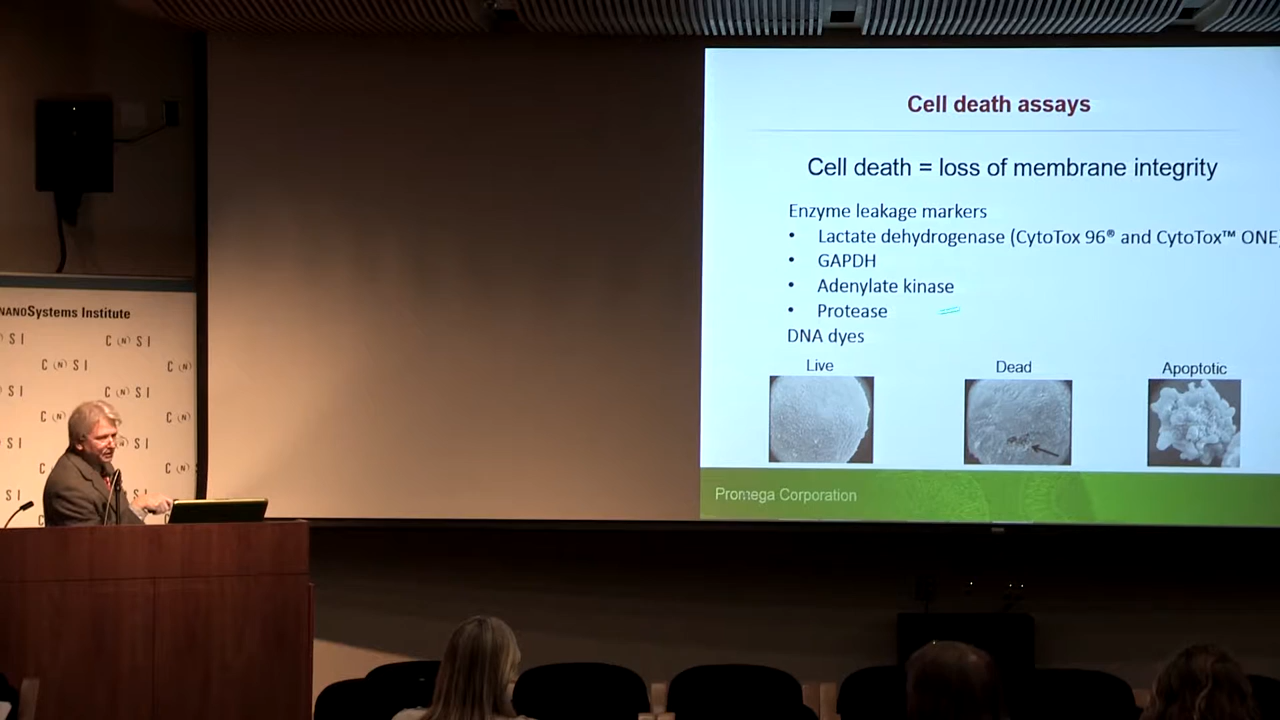 Cell death assays
Cell death = loss of membrane integrity
Enzyme leakage markers
• Lactate dehydrogenase (CytoTox 96® and CytoTox™ ONE)
• GAPDH
• Adenylate kinase
• Protease
DNA dyes
Live
Dead
Apoptotic
Promega Corporation
NANOSystems Institute
S I
C (N) S I
C (N) S I
C (N)
S I
C (N) S I
C (N)
C (N)
S I
(N) S I
C
C (N)
S I